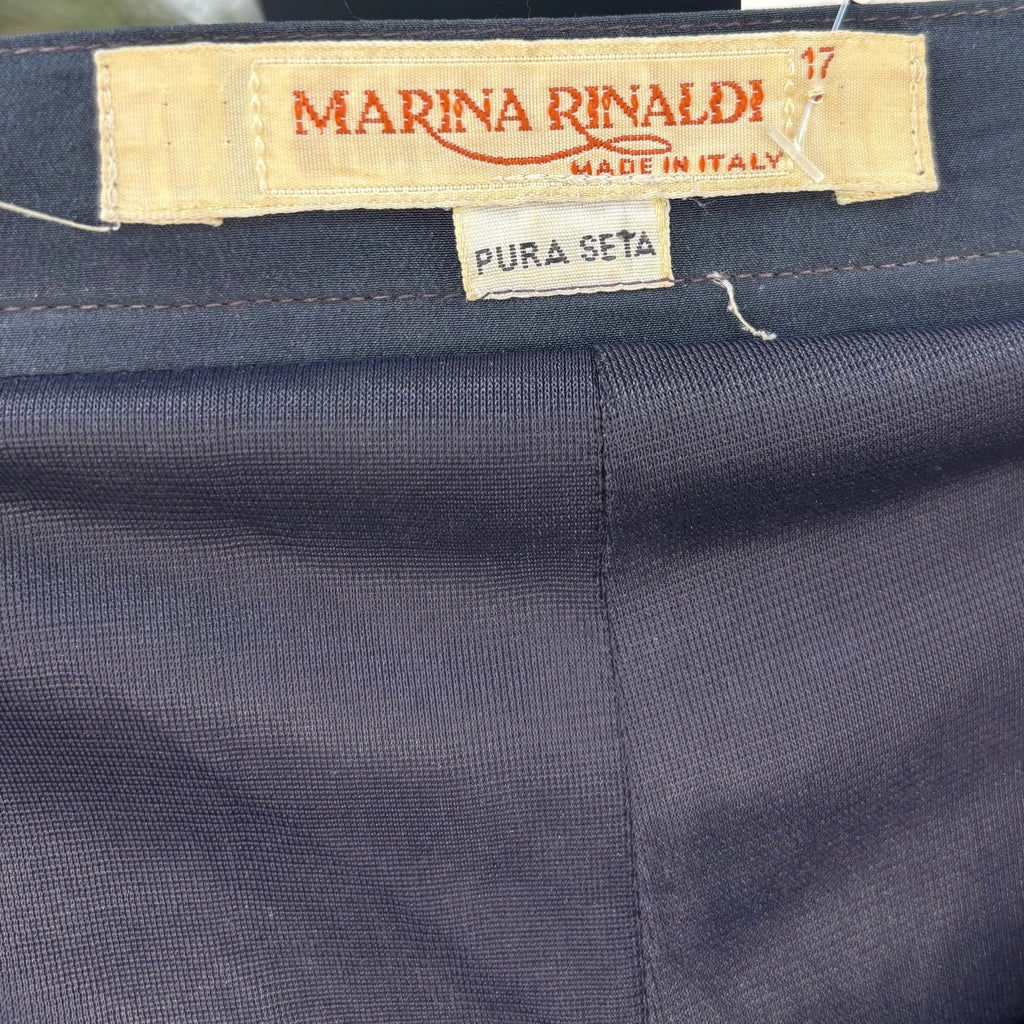 MARINA RINALDI 17
MADE IN ITALY
PURA SETA